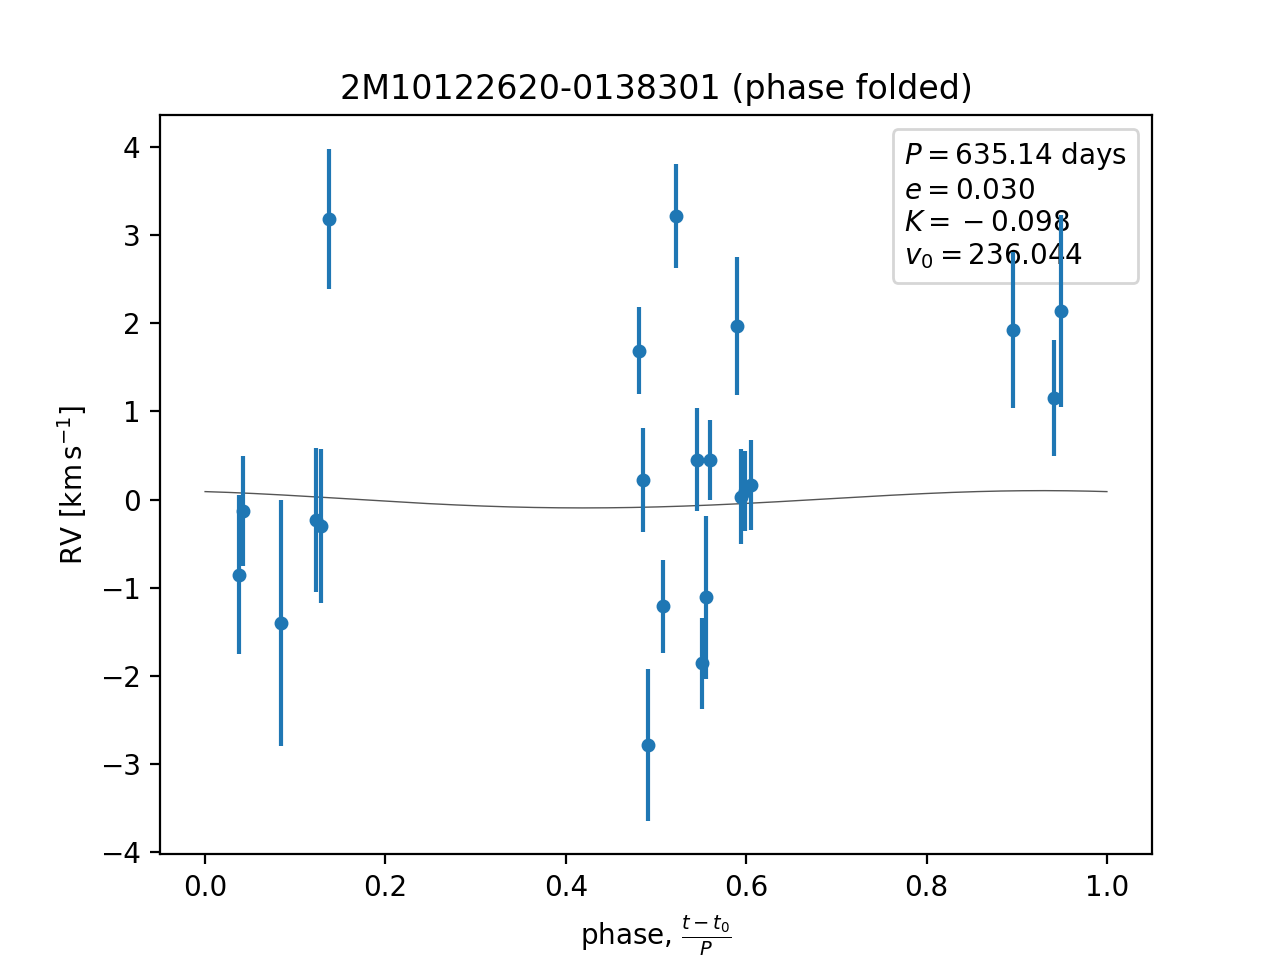 2M10122620-0138301 (phase folded)
P = 635.14 days
e = 0.030
K = −0.098
v₀ = 236.044
RV [km s⁻¹]
4
3
2
1
0
−1
−2
−3
−4
0.0 0.2 0.4 0.6 0.8 1.0
phase, (t − t₀)/P